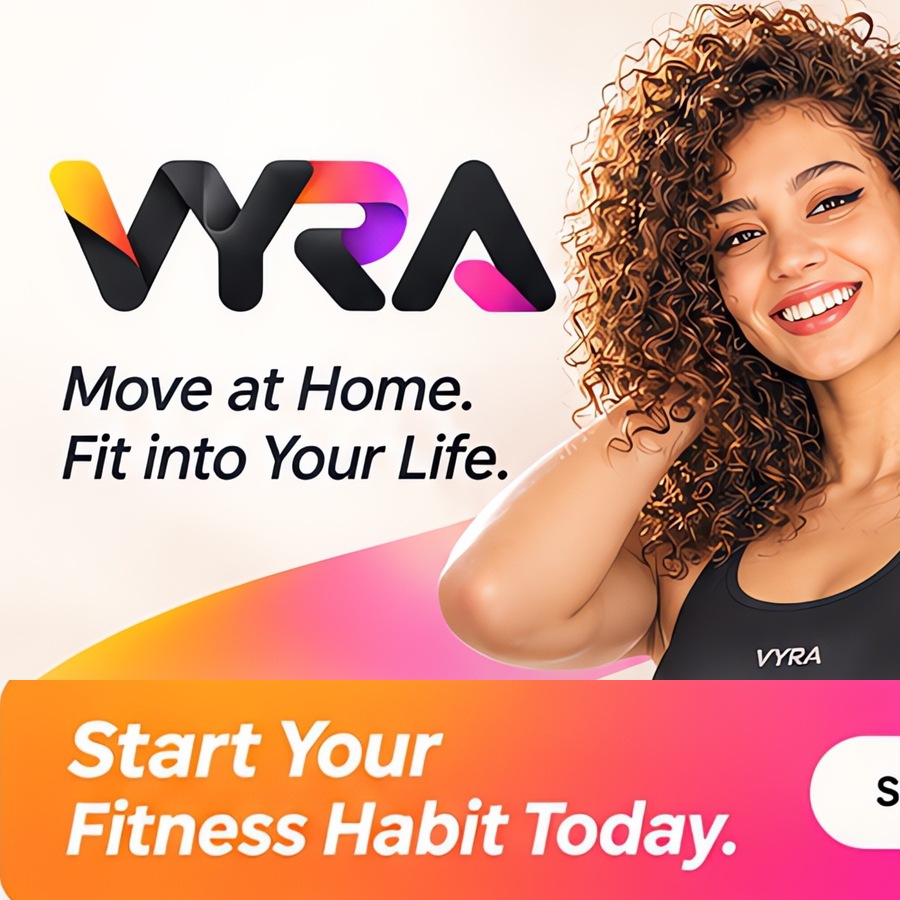 VYRA
Move at Home.
Fit into Your Life.
VYRA
Start Your
Fitness Habit Today.